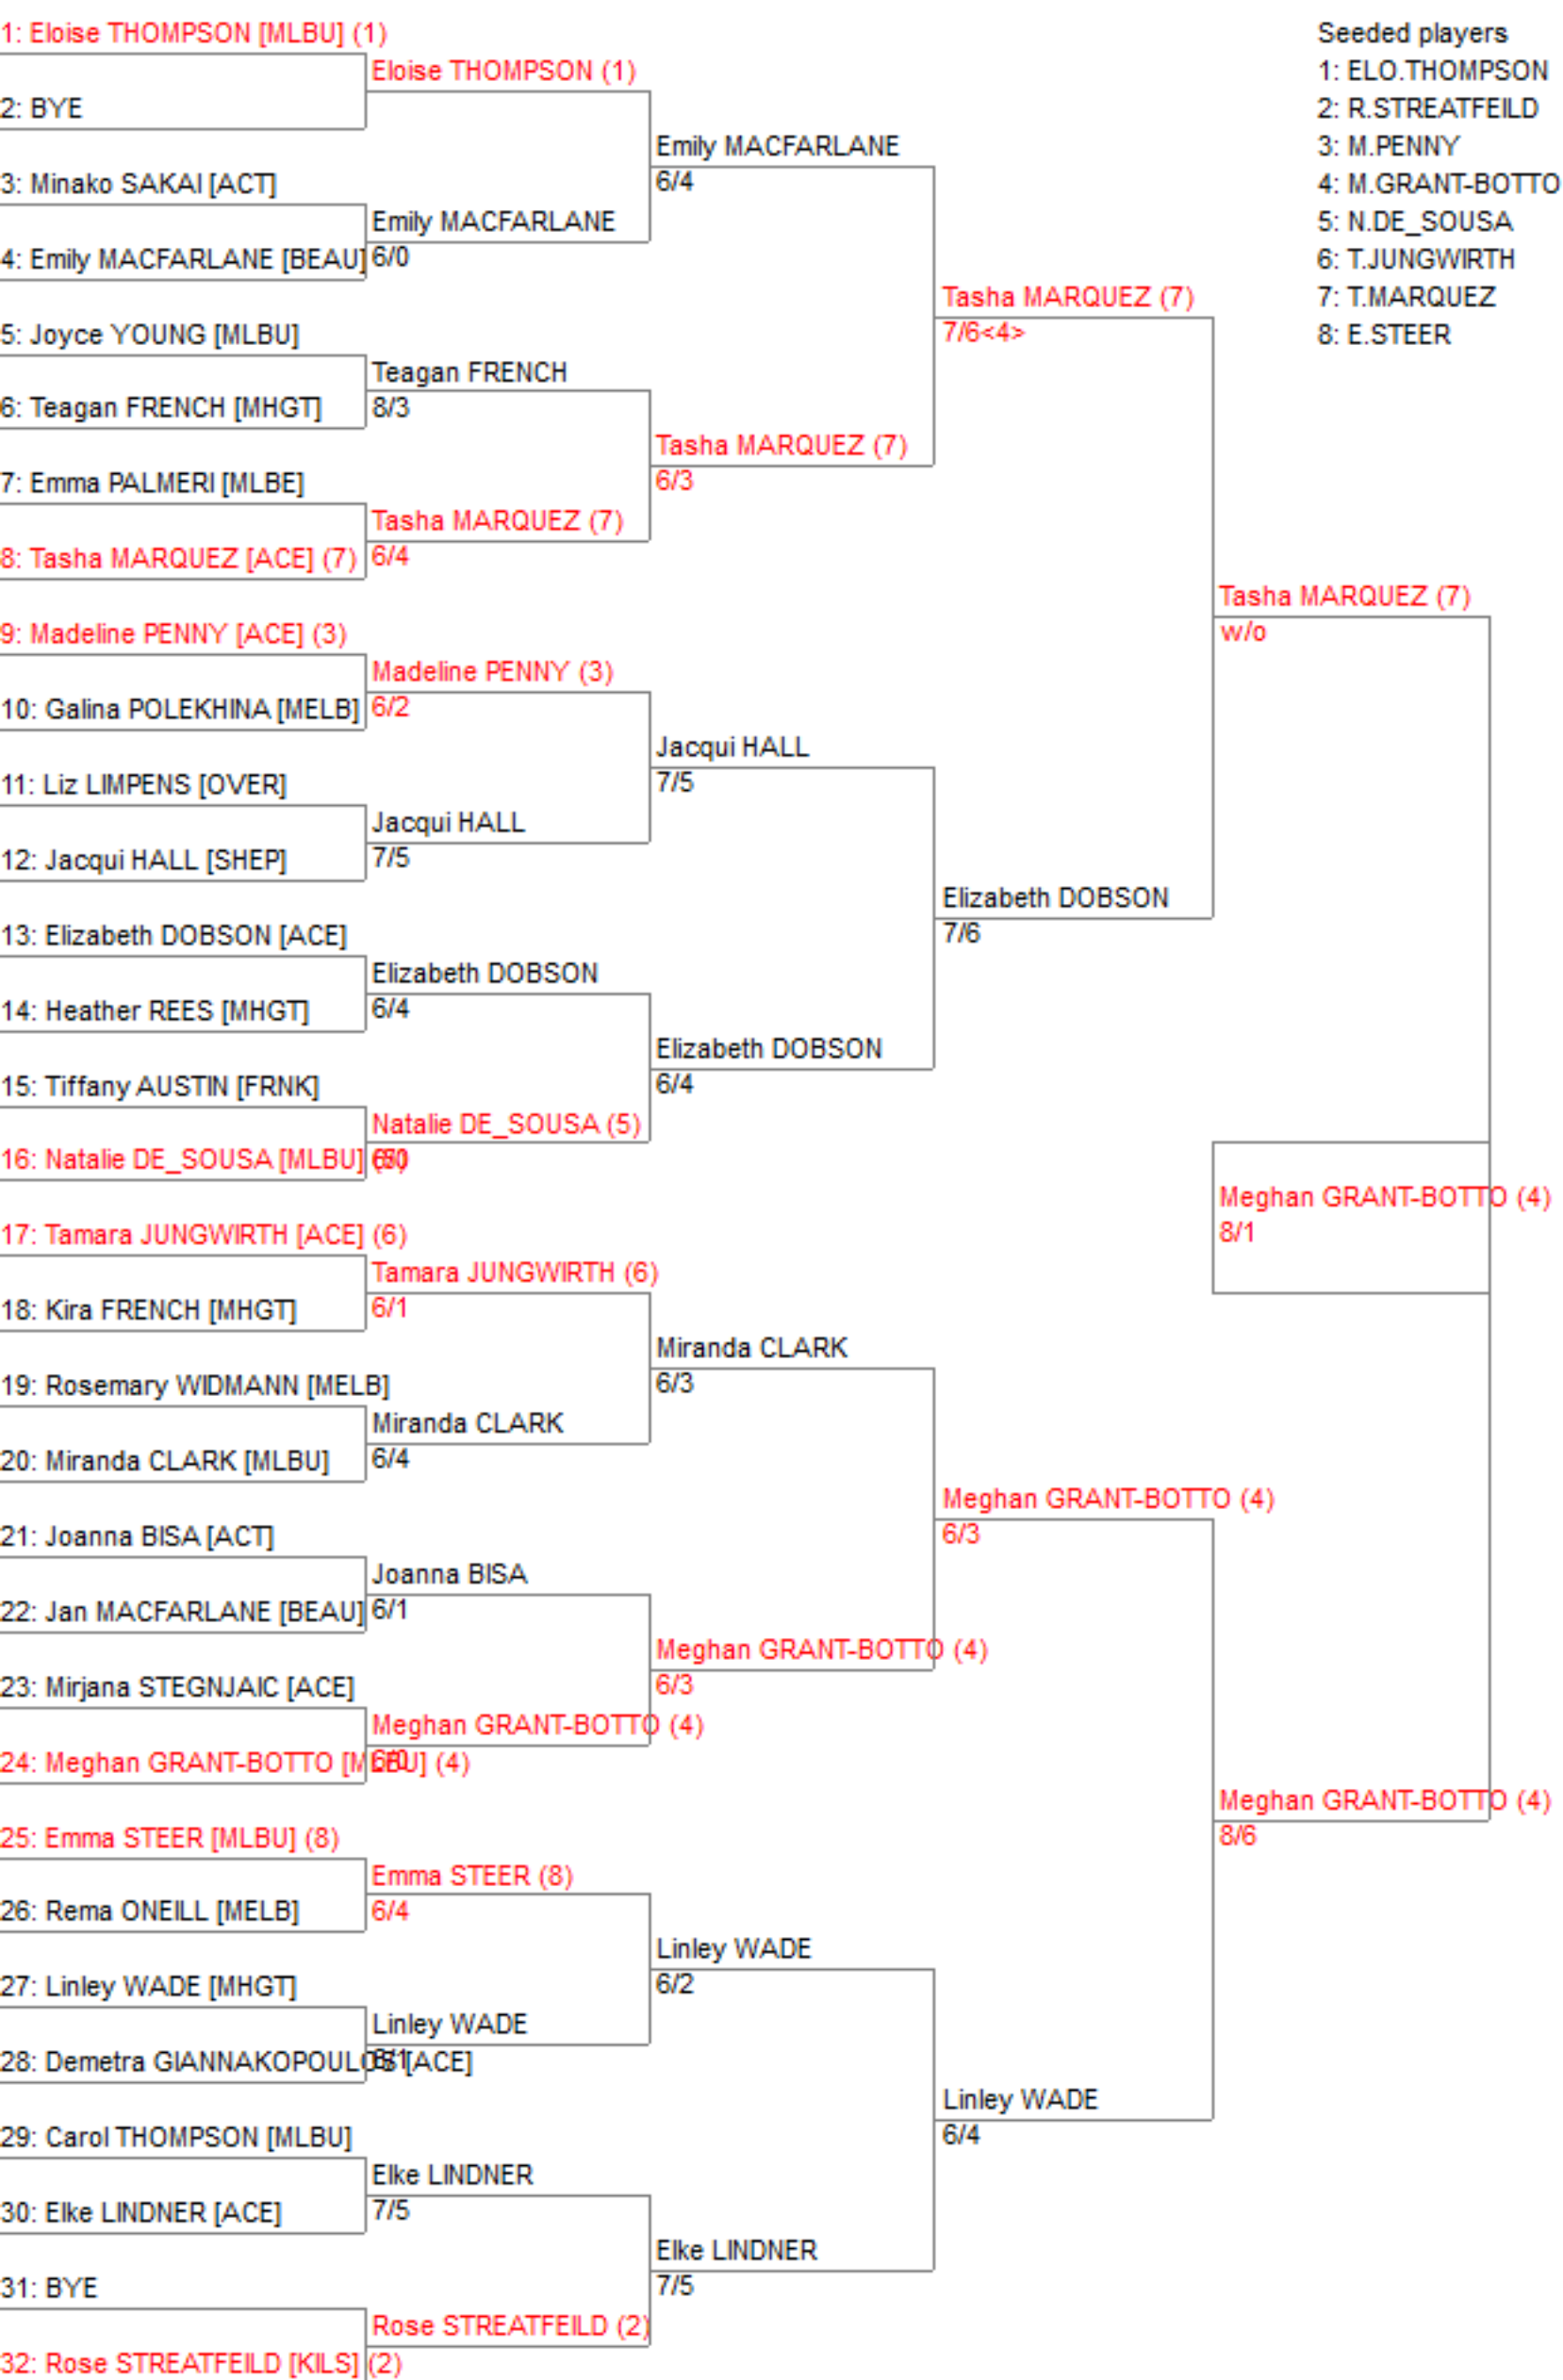 1: Eloise THOMPSON [MLBU] (1)
Eloise THOMPSON (1)
2: BYE
Emily MACFARLANE
6/4
3: Minako SAKAI [ACT]
Emily MACFARLANE
6/0
4: Emily MACFARLANE [BEAU]
Tasha MARQUEZ (7)
7/6<4>
5: Joyce YOUNG [MLBU]
Teagan FRENCH
8/3
6: Teagan FRENCH [MHGT]
Tasha MARQUEZ (7)
6/3
7: Emma PALMERI [MLBE]
Tasha MARQUEZ (7)
6/4
8: Tasha MARQUEZ [ACE] (7)
Tasha MARQUEZ (7)
w/o
9: Madeline PENNY [ACE] (3)
Madeline PENNY (3)
6/2
10: Galina POLEKHINA [MELB]
Jacqui HALL
7/5
11: Liz LIMPENS [OVER]
Jacqui HALL
7/5
12: Jacqui HALL [SHEP]
Elizabeth DOBSON
7/6
13: Elizabeth DOBSON [ACE]
Elizabeth DOBSON
6/4
14: Heather REES [MHGT]
Elizabeth DOBSON
6/4
15: Tiffany AUSTIN [FRNK]
Natalie DE_SOUSA (5)
16: Natalie DE_SOUSA [MLBU]
Meghan GRANT-BOTTO (4)
8/1
17: Tamara JUNGWIRTH [ACE] (6)
Tamara JUNGWIRTH (6)
6/1
18: Kira FRENCH [MHGT]
Miranda CLARK
6/3
19: Rosemary WIDMANN [MELB]
Miranda CLARK
6/4
20: Miranda CLARK [MLBU]
Meghan GRANT-BOTTO (4)
6/3
21: Joanna BISA [ACT]
Joanna BISA
6/1
22: Jan MACFARLANE [BEAU]
Meghan GRANT-BOTTO (4)
6/3
23: Mirjana STEGNJAIC [ACE]
Meghan GRANT-BOTTO (4)
24: Meghan GRANT-BOTTO [MLBU] (4)
Meghan GRANT-BOTTO (4)
8/6
25: Emma STEER [MLBU] (8)
Emma STEER (8)
6/4
26: Rema ONEILL [MELB]
Linley WADE
6/2
27: Linley WADE [MHGT]
Linley WADE
28: Demetra GIANNAKOPOULOS [ACE]
Linley WADE
6/4
29: Carol THOMPSON [MLBU]
Elke LINDNER
7/5
30: Elke LINDNER [ACE]
Elke LINDNER
7/5
31: BYE
Rose STREATFEILD (2)
32: Rose STREATFEILD [KILS] (2)
Seeded players
1: ELO.THOMPSON
2: R.STREATFEILD
3: M.PENNY
4: M.GRANT-BOTTO
5: N.DE_SOUSA
6: T.JUNGWIRTH
7: T.MARQUEZ
8: E.STEER